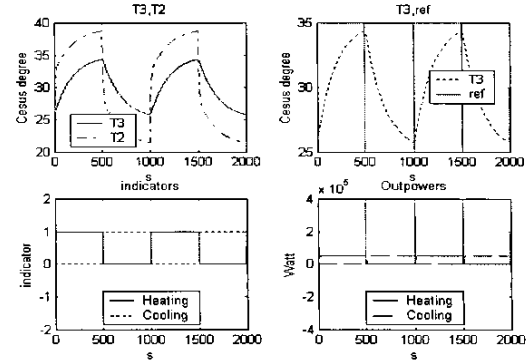 T3,T2
40
35
30
25
20
Cesus degree
T3
T2
0 500 1000 1500 2000
s
T3,ref
35
30
25
Cesus degree
T3
ref
0 500 1000 1500 2000
s
indicators
2
1
0
-1
-2
indicator
Heating
Cooling
0 500 1000 1500 2000
s
Outpowers
× 10^5
4
2
0
-2
-4
Watt
Heating
Cooling
0 500 1000 1500 2000
s